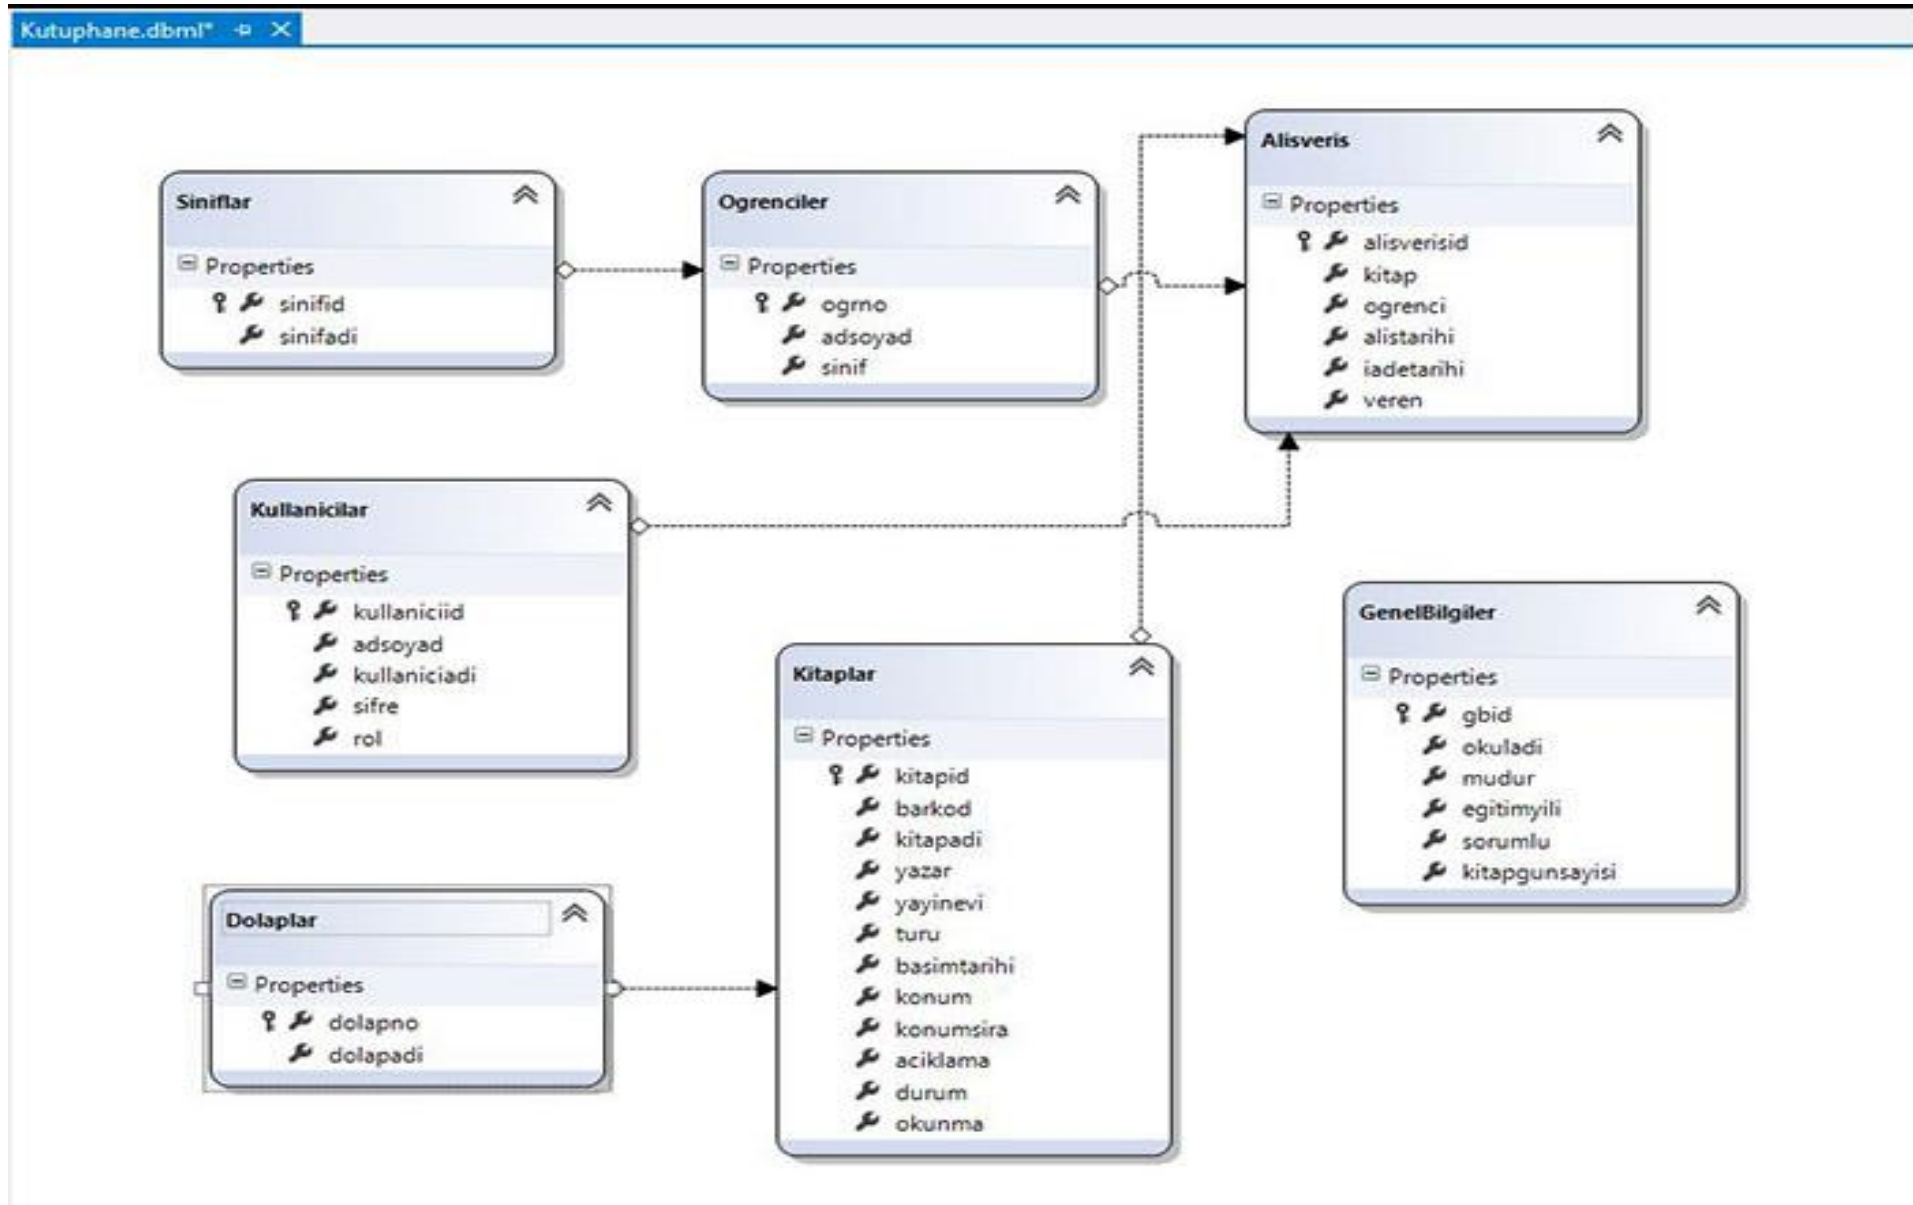 Kutuphane.dbml*
Siniflar
Properties
sinifid
sinifadi
Ogrenciler
Properties
ogrno
adsoyad
sinif
Alisveris
Properties
alisverisid
kitap
ogrenci
alistarihi
iadetarihi
veren
Kullanicilar
Properties
kullaniciid
adsoyad
kullaniciadi
sifre
rol
Kitaplar
Properties
kitapid
barkod
kitapadi
yazar
yayinevi
turu
basimtarihi
konum
konumsira
aciklama
durum
okunma
GenelBilgiler
Properties
gbid
okuladi
mudur
egitimyili
sorumlu
kitapgunsayisi
Dolaplar
Properties
dolapno
dolapadi